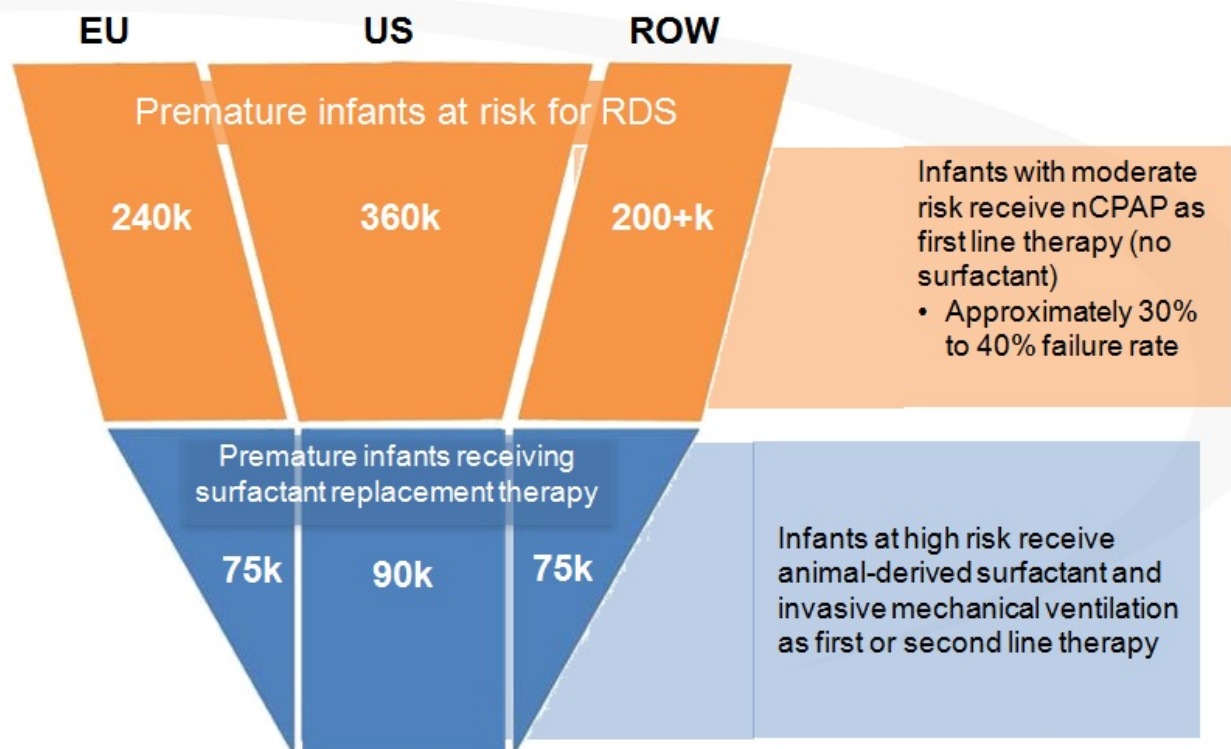 EU US ROW
Premature infants at risk for RDS
240k 360k 200+k
Infants with moderate
risk receive nCPAP as
first line therapy (no
surfactant)
• Approximately 30%
to 40% failure rate
Premature infants receiving
surfactant replacement therapy
75k 90k 75k
Infants at high risk receive
animal-derived surfactant and
invasive mechanical ventilation
as first or second line therapy